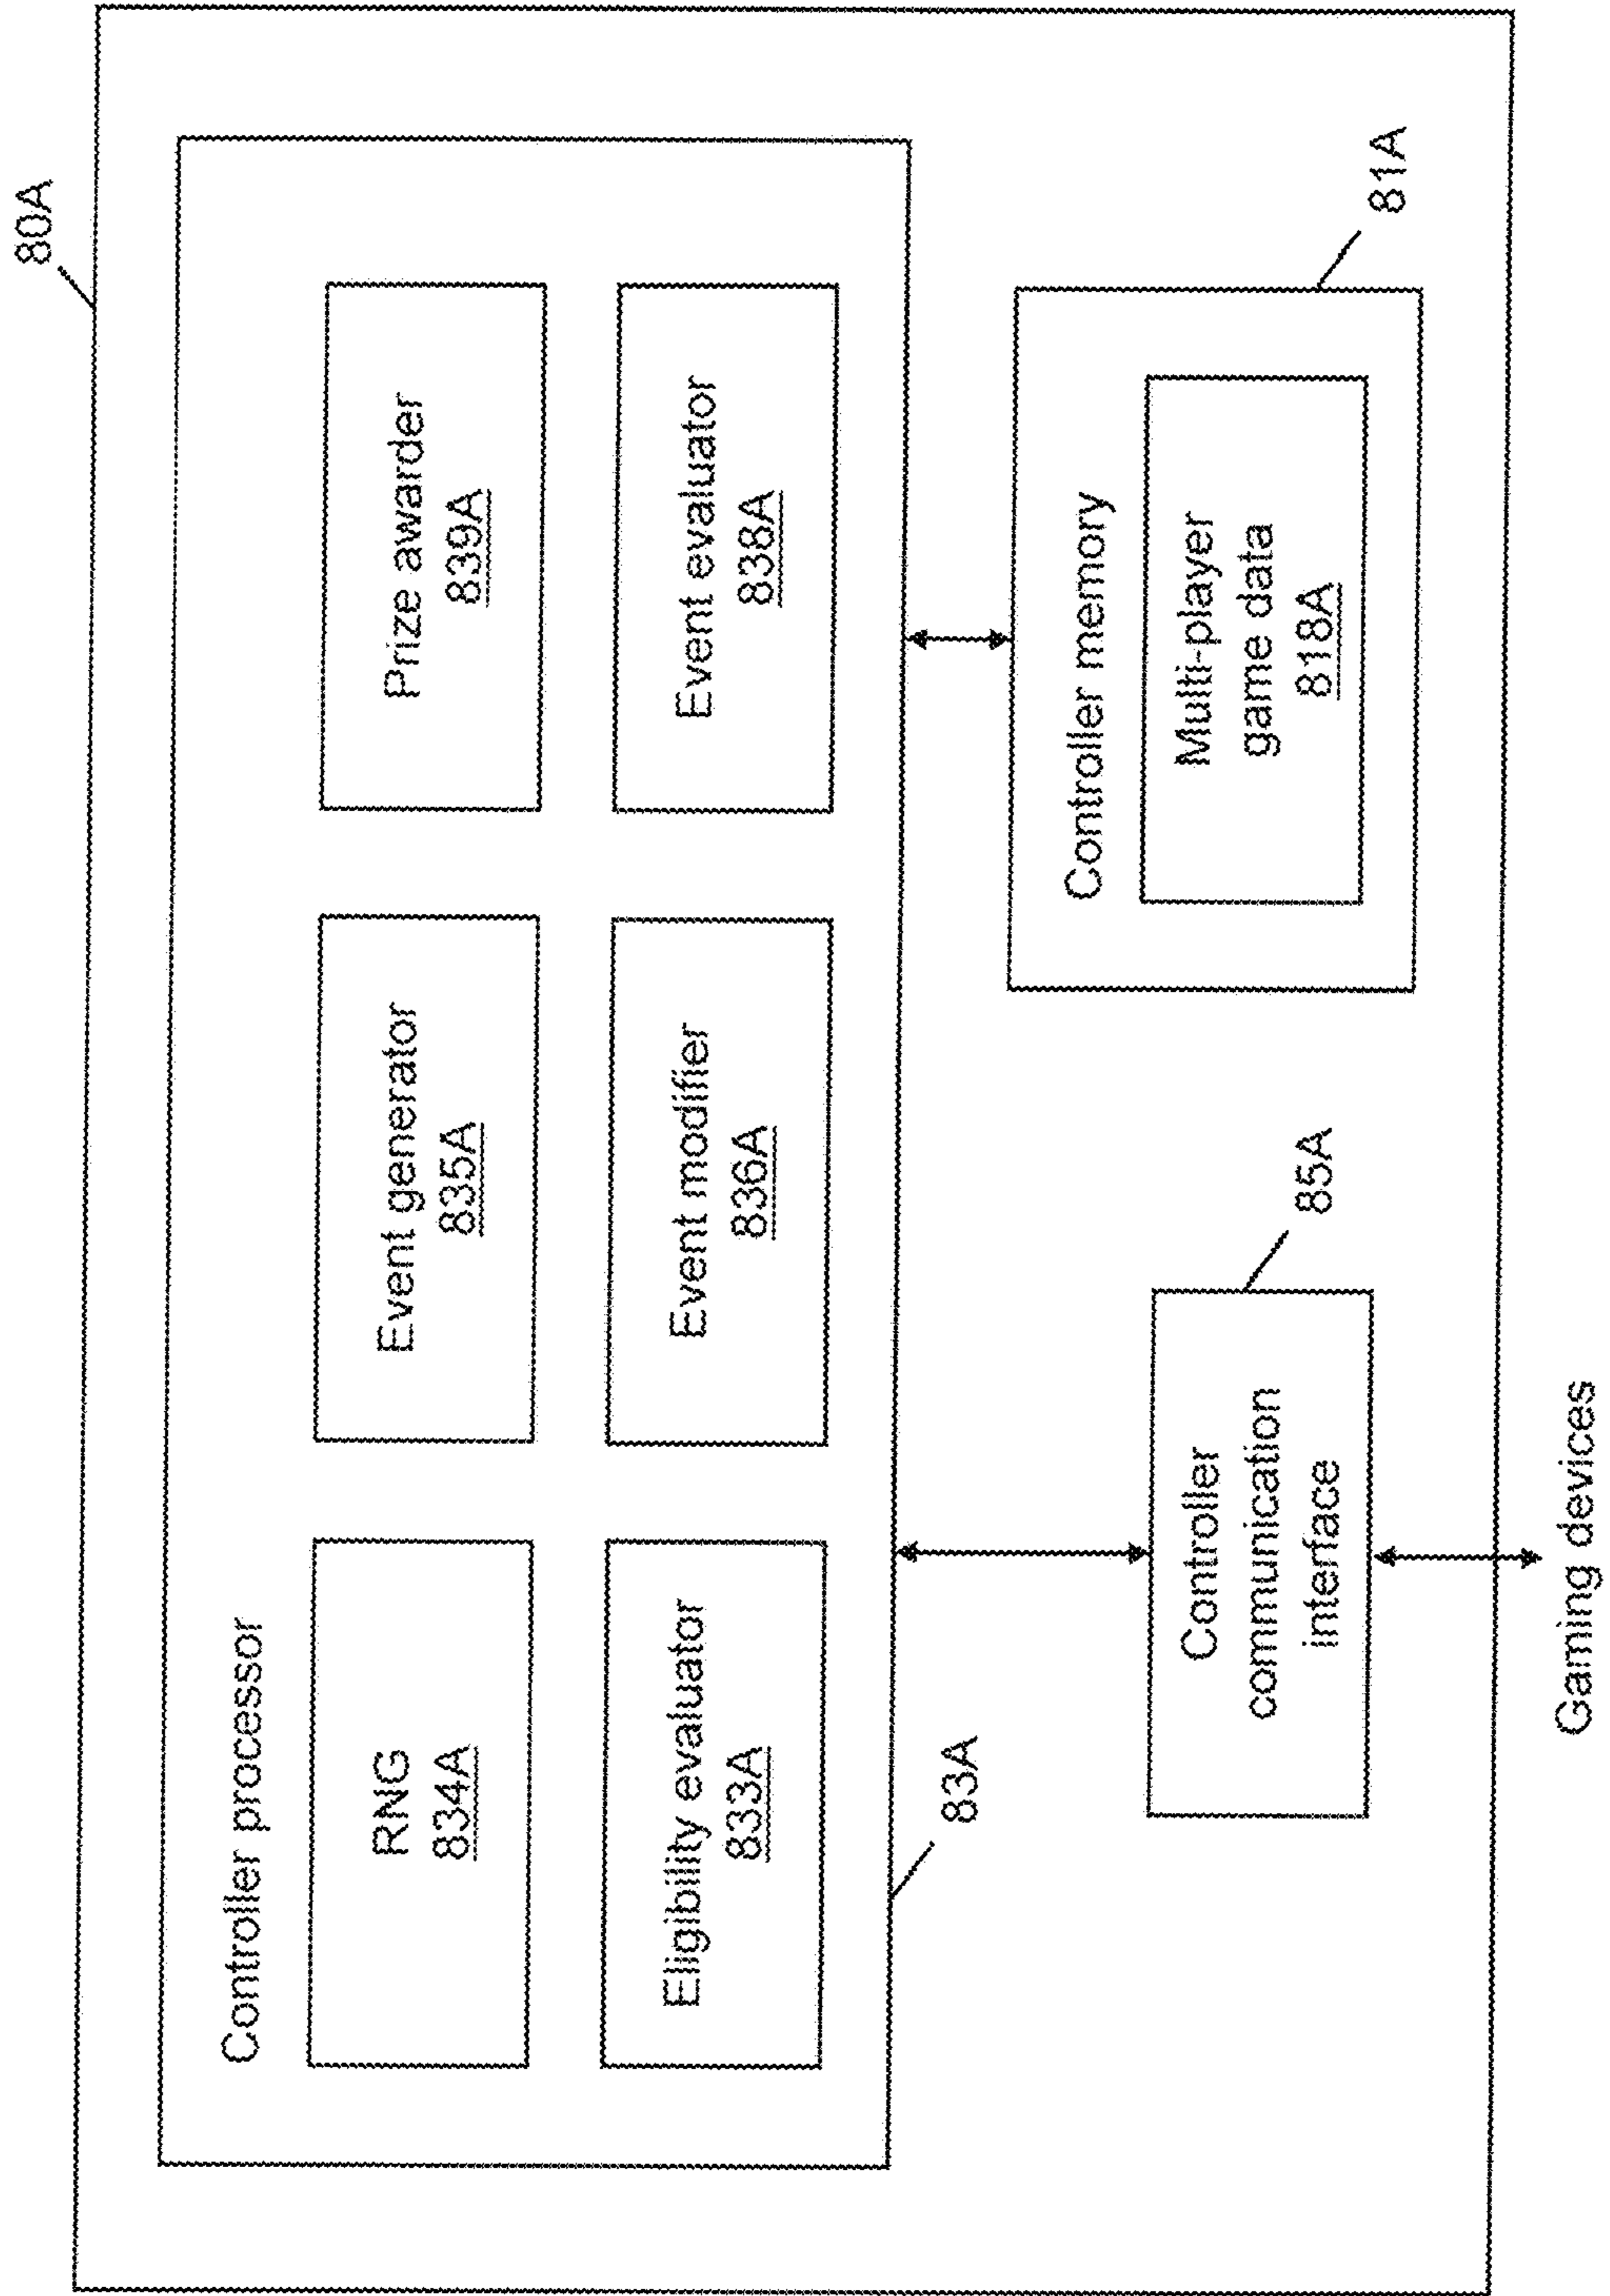 80A
Controller processor
RNG
834A
Event generator
835A
Prize awarder
839A
Eligibility evaluator
833A
Event modifier
836A
Event evaluator
838A
83A
Controller
communication
interface
85A
Controller memory
Multi-player
game data
818A
81A
Gaming devices